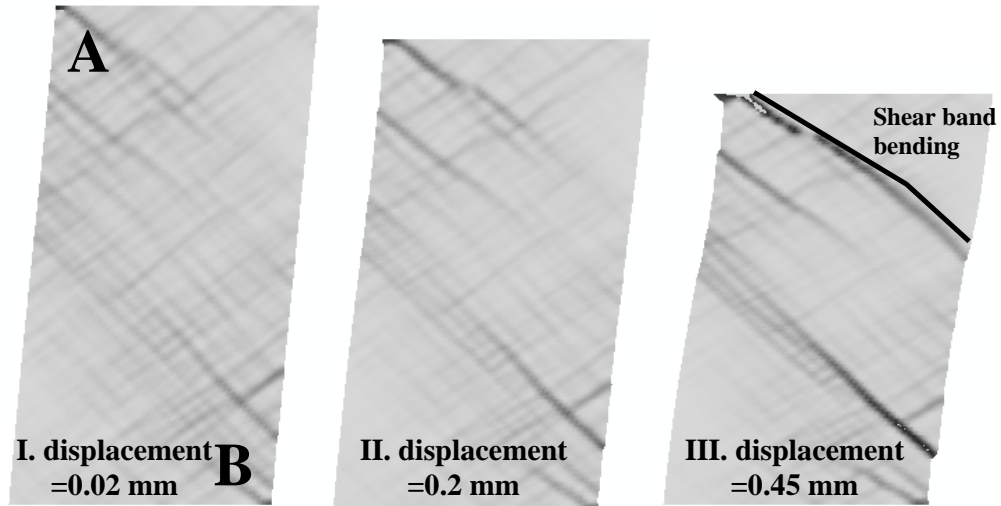 A
Shear band
bending
I. displacement
=0.02 mm
B
II. displacement
=0.2 mm
III. displacement
=0.45 mm